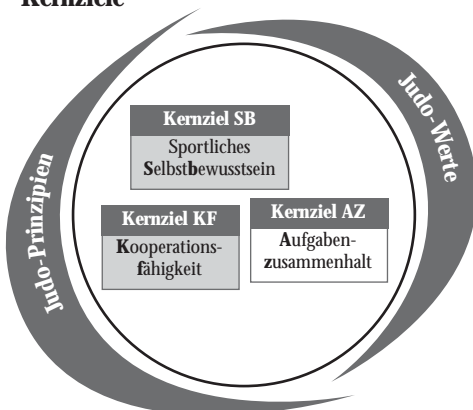 Kernziele
Judo-Werte
Kernziel SB
Sportliches
Selbstbewusstsein
Judo-Prinzipien
Kernziel KF
Kooperations-
fähigkeit
Kernziel AZ
Aufgaben-
zusammenhalt